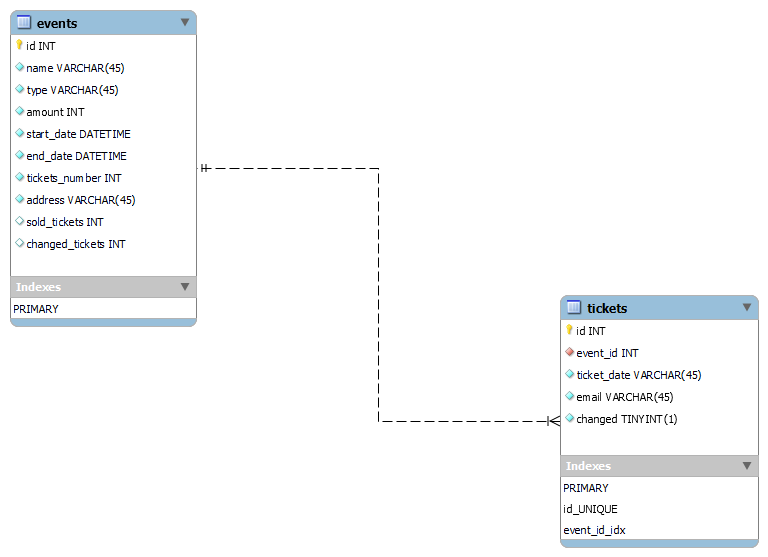 events
id INT
name VARCHAR(45)
type VARCHAR(45)
amount INT
start_date DATETIME
end_date DATETIME
tickets_number INT
address VARCHAR(45)
sold_tickets INT
changed_tickets INT
Indexes
PRIMARY
tickets
id INT
event_id INT
ticket_date VARCHAR(45)
email VARCHAR(45)
changed TINYINT(1)
Indexes
PRIMARY
id_UNIQUE
event_id_idx